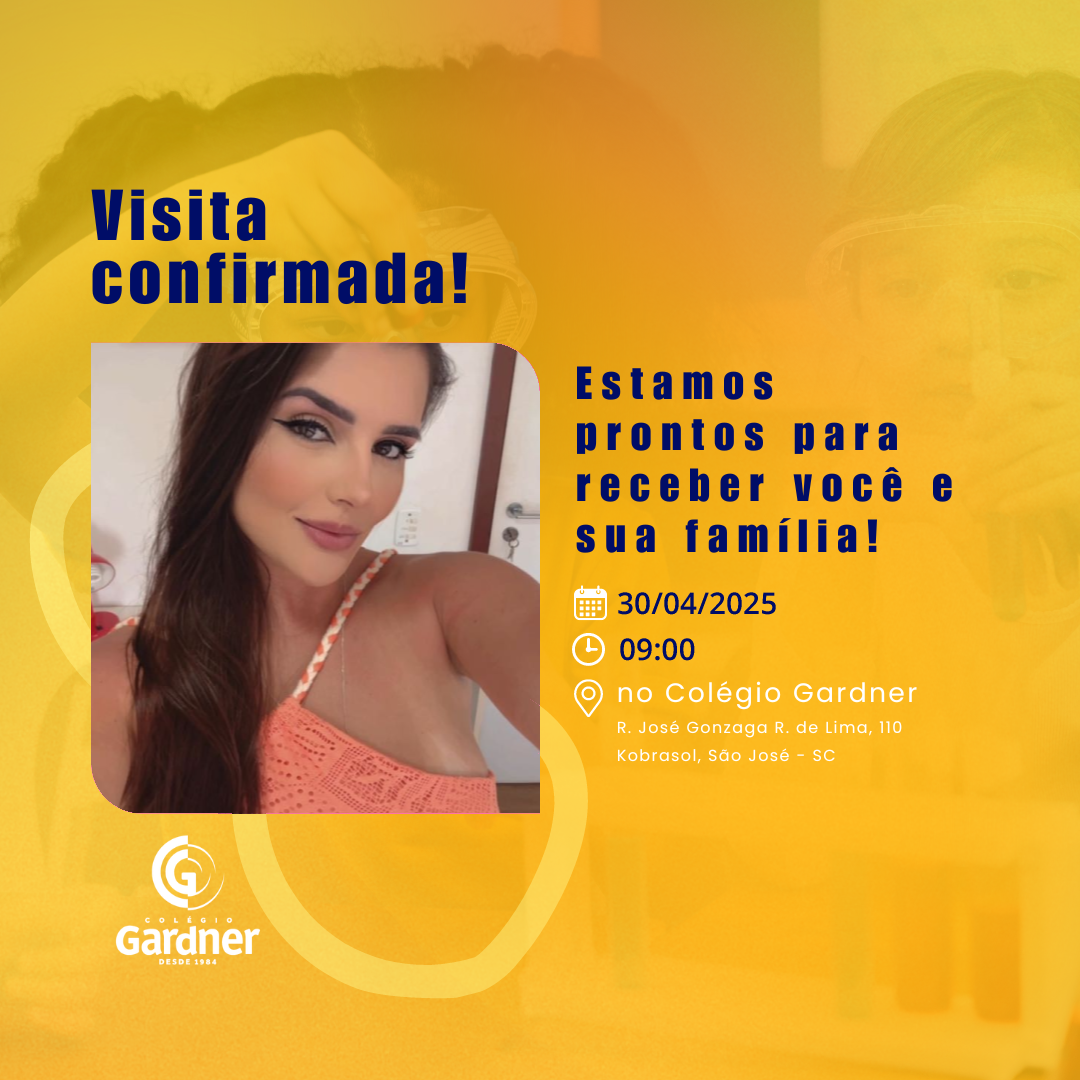 Visita
confirmada!
Estamos
prontos para
receber você e
sua família!
30/04/2025
09:00
no Colégio Gardner
R. José Gonzaga R. de Lima, 110
Kobrasol, São José - SC
G
COLÉGIO
Gardner
DESDE 1984